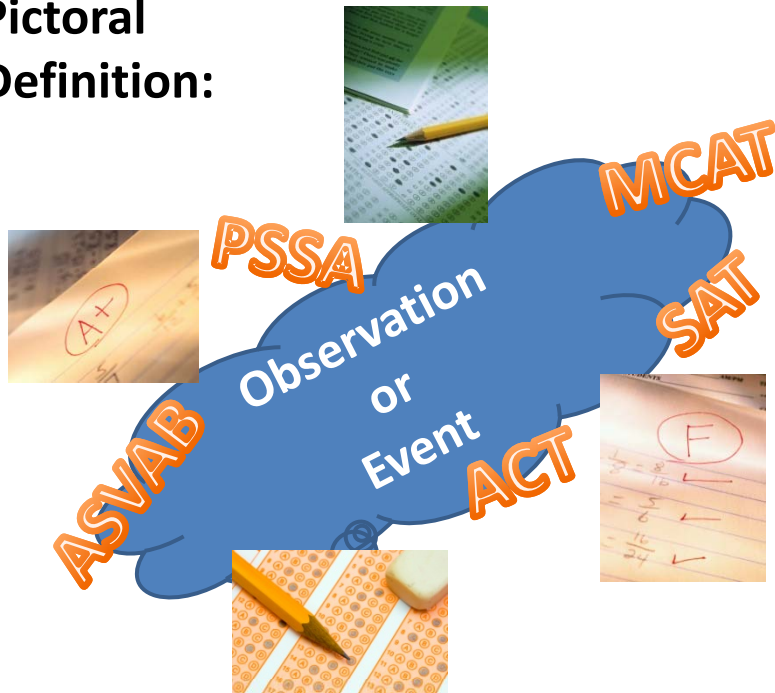 Pictoral
Definition:
MCAT
PSSA
SAT
A+
Observation
or
Event
F
ACT
ASVAB